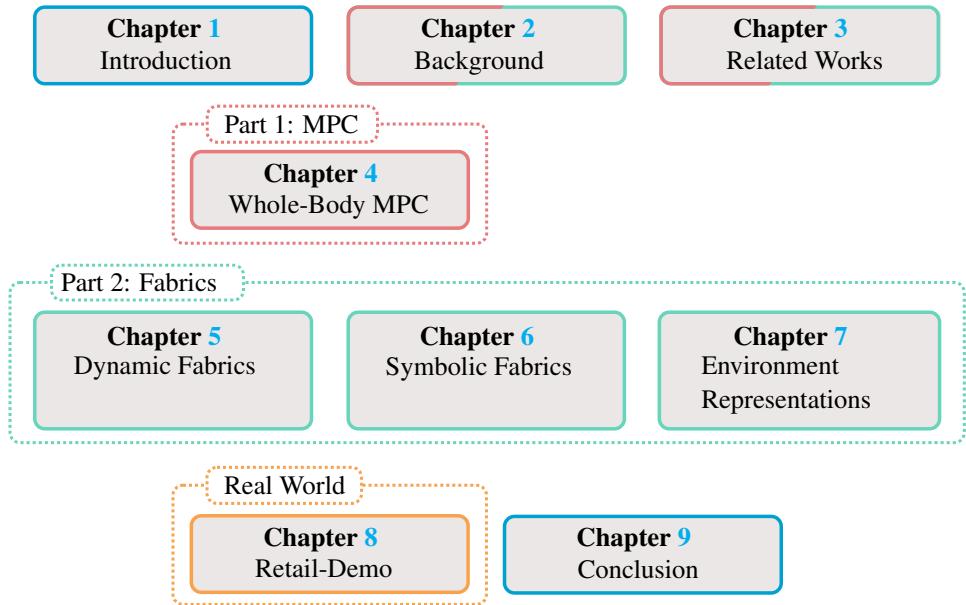 Chapter 1
Introduction
Chapter 2
Background
Chapter 3
Related Works
Part 1: MPC
Chapter 4
Whole-Body MPC
Part 2: Fabrics
Chapter 5
Dynamic Fabrics
Chapter 6
Symbolic Fabrics
Chapter 7
Environment
Representations
Real World
Chapter 8
Retail-Demo
Chapter 9
Conclusion